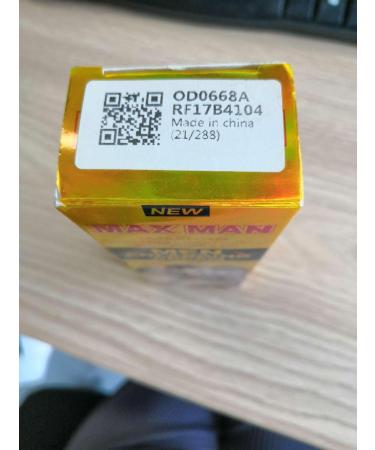 OD0668A
RF17B4104
Made in china
(21/288)
NEW
MAX MAN